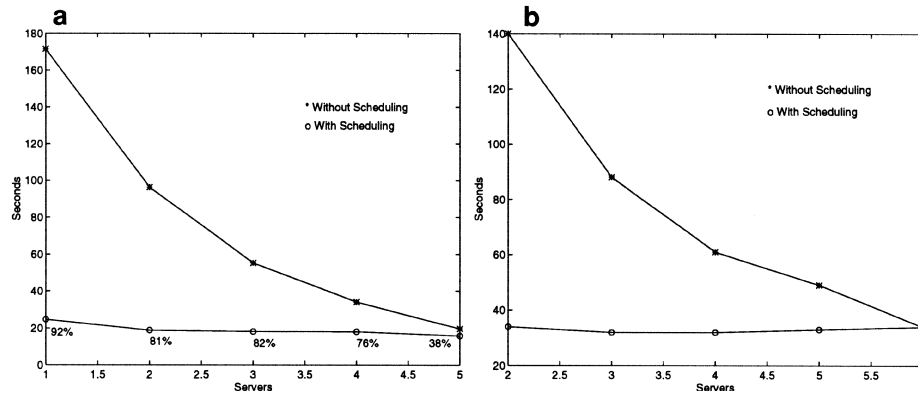 a
180
160
140
120
100
80
60
40
20
0
Seconds
* Without Scheduling
o With Scheduling
92%
81%
82%
76%
38%
1 1.5 2 2.5 3 3.5 4 4.5 5
Servers
b
140
120
100
80
60
40
20
Seconds
* Without Scheduling
o With Scheduling
2 2.5 3 3.5 4 4.5 5 5.5
Servers